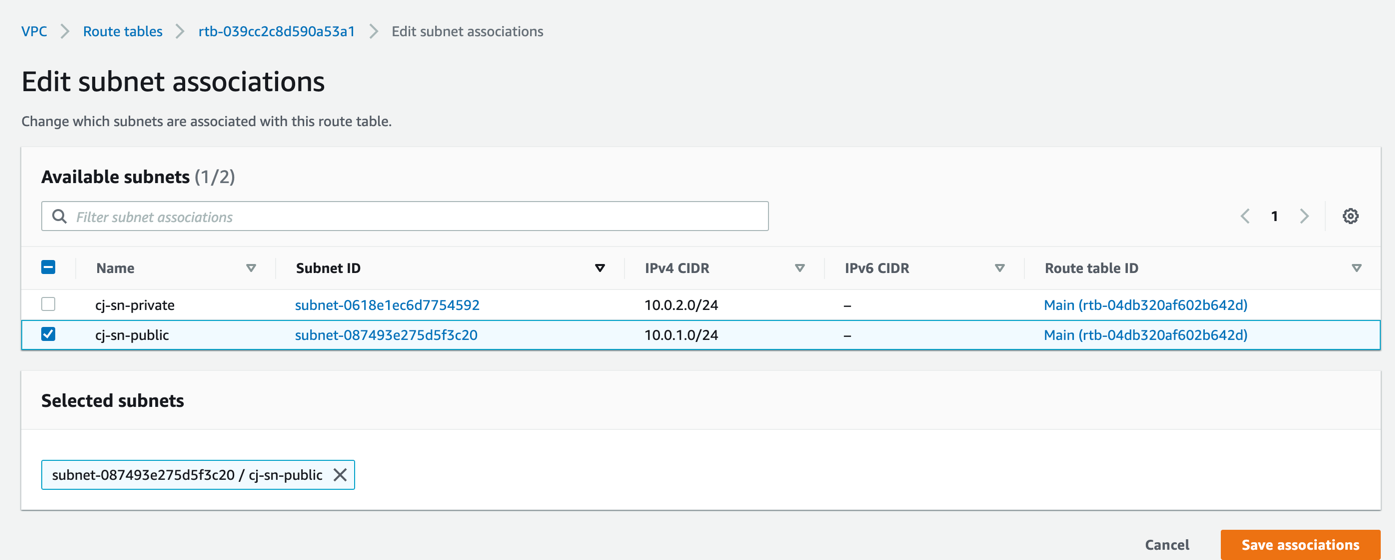 VPC > Route tables > rtb-039cc2c8d590a53a1 > Edit subnet associations
Edit subnet associations
Change which subnets are associated with this route table.
Available subnets (1/2)
Filter subnet associations
1
Name Subnet ID IPv4 CIDR IPv6 CIDR Route table ID
cj-sn-private subnet-0618e1ec6d7754592 10.0.2.0/24 – Main (rtb-04db320af602b642d)
cj-sn-public subnet-087493e275d5f3c20 10.0.1.0/24 – Main (rtb-04db320af602b642d)
Selected subnets
subnet-087493e275d5f3c20 / cj-sn-public
Cancel Save associations